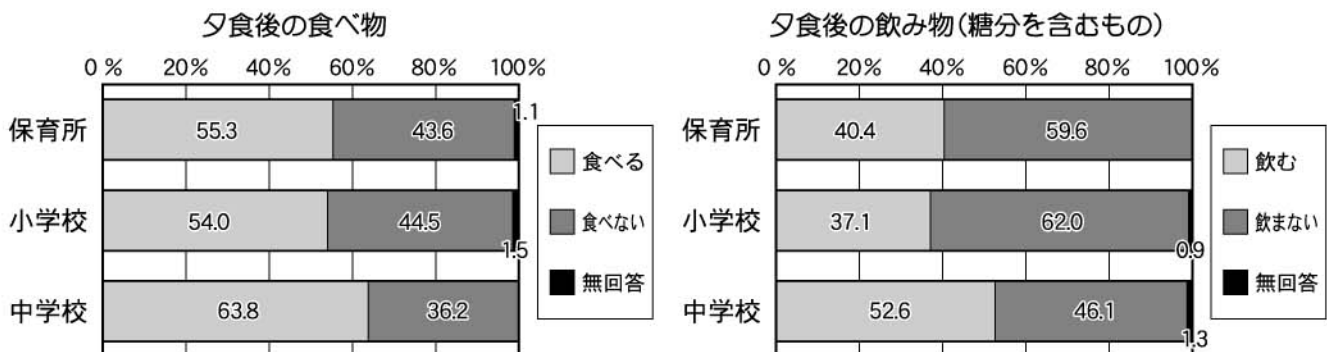 夕食後の食べ物
0% 20% 40% 60% 80% 100%
保育所 55.3 43.6 1.1
小学校 54.0 44.5 1.5
中学校 63.8 36.2
食べる
食べない
無回答
夕食後の飲み物(糖分を含むもの)
0% 20% 40% 60% 80% 100%
保育所 40.4 59.6
小学校 37.1 62.0 0.9
中学校 52.6 46.1 1.3
飲む
飲まない
無回答